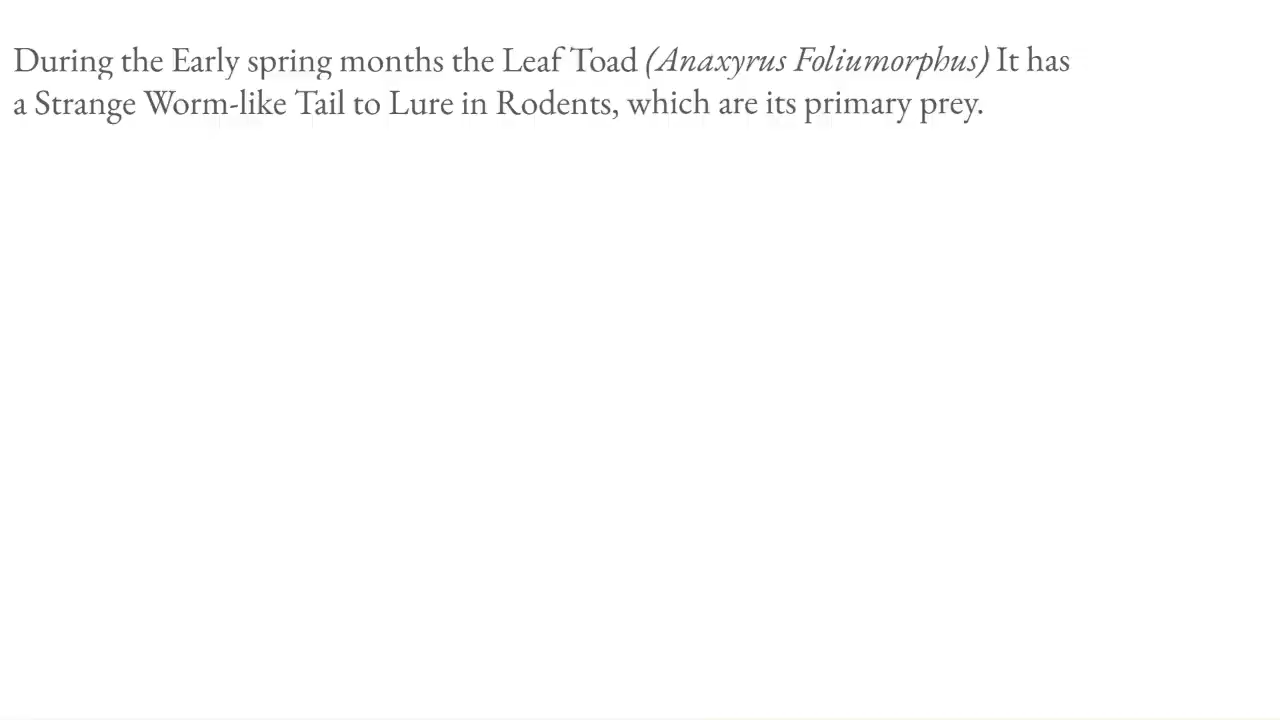 During the Early spring months the Leaf Toad (Anaxyrus Foliumorphus) It has
a Strange Worm-like Tail to Lure in Rodents, which are its primary prey.